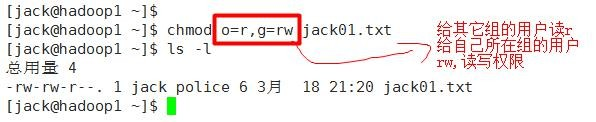 [jack@hadoop1 ~]$
[jack@hadoop1 ~]$ chmod o=r,g=rw jack01.txt
[jack@hadoop1 ~]$ ls -l
总用量 4
-rw-rw-r--. 1 jack police 6 3月  18 21:20 jack01.txt
[jack@hadoop1 ~]$
给其它组的用户读r
给自己所在组的用户
rw,读写权限